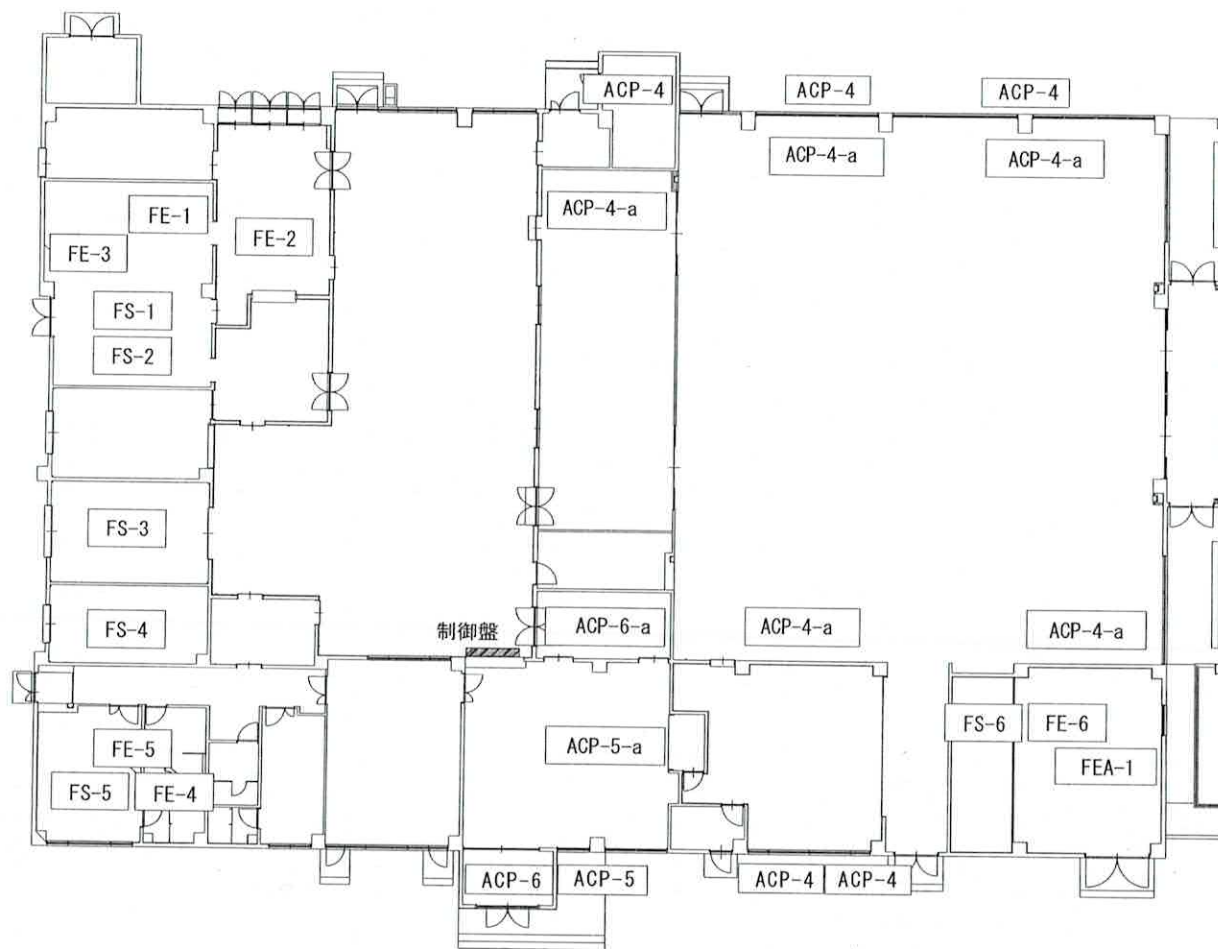 ACP-4
ACP-4
ACP-4
ACP-4-a
ACP-4-a
FE-1
ACP-4-a
FE-2
FE-3
FS-1
FS-2
FS-3
FS-4
制御盤
ACP-6-a
ACP-4-a
ACP-4-a
FS-6
FE-6
FE-5
ACP-5-a
FEA-1
FS-5
FE-4
ACP-6
ACP-5
ACP-4
ACP-4